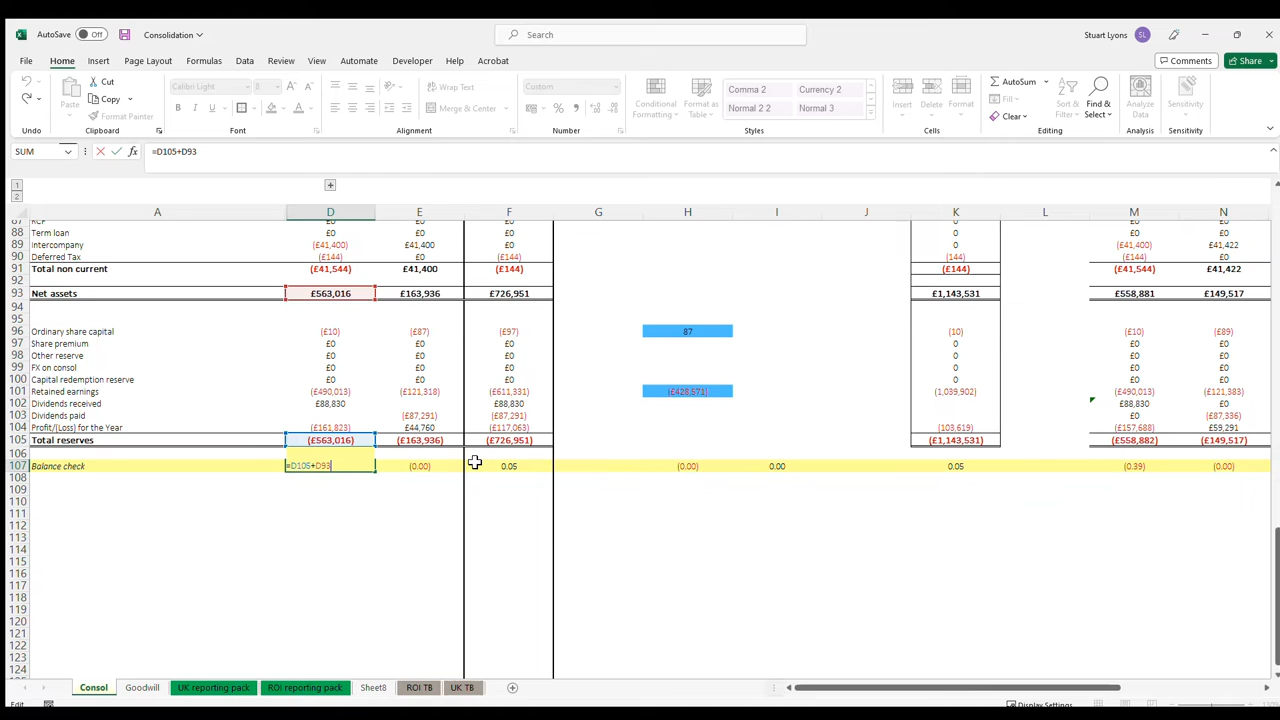 AutoSave Off Consolidation Search Stuart Lyons SL
File Home Insert Page Layout Formulas Data Review View Automate Developer Help Acrobat Comments Share
Paste Cut Copy Format Painter
Calibri Light B I U
Wrap Text Merge & Center
Custom %
Comma 2 Currency 2 Normal 2 2 Normal 3
Conditional Formatting Format as Table
Insert Delete Format
AutoSum Fill Clear Sort & Filter Find & Select
Analyze Data Sensitivity
Undo Clipboard Font Alignment Number Styles Cells Editing Analysis Sensitivity
SUM fx =D105+D93
1
2
A D E F G H I J K L M N
87 RCF £0 £0 £0 0 £0 £0
88 Term loan £0 £0 £0 0 £0 £0
89 Intercompany (£41,400) £41,400 £0 0 (£41,400) £41,422
90 Deferred Tax (£144) £0 (£144) (144) (£144) £0
91 Total non current (£41,544) £41,400 (£144) (£144) (£41,544) £41,422
92
93 Net assets £563,016 £163,936 £726,951 £1,143,531 £558,881 £149,517
94
95
96 Ordinary share capital (£10) (£87) (£97) 87 (10) (£10) (£89)
97 Share premium £0 £0 £0 0 £0 £0
98 Other reserve £0 £0 £0 0 £0 £0
99 FX on consol £0 £0 £0 0 £0 £0
100 Capital redemption reserve £0 £0 £0 0 £0 £0
101 Retained earnings (£490,013) (£121,318) (£611,331) (£428,571) (1,039,902) (£490,013) (£121,383)
102 Dividends received £88,830 £88,830 £0 £88,830 £0
103 Dividends paid (£87,291) (£87,291) £0 £0 (£87,336)
104 Profit/(Loss) for the Year (£161,823) £44,760 (£117,063) (103,619) (£157,688) £59,291
105 Total reserves (£563,016) (£163,936) (£726,951) (£1,143,531) (£558,882) (£149,517)
106
107 Balance check =D105+D93 (0.00) 0.05 (0.00) 0.00 0.05 (0.39) (0.00)
108
109
110
111
112
113
114
115
116
117
118
119
120
121
122
123
124
Consol Goodwill UK reporting pack ROI reporting pack Sheet8 ROI TB UK TB
Edit Display Settings